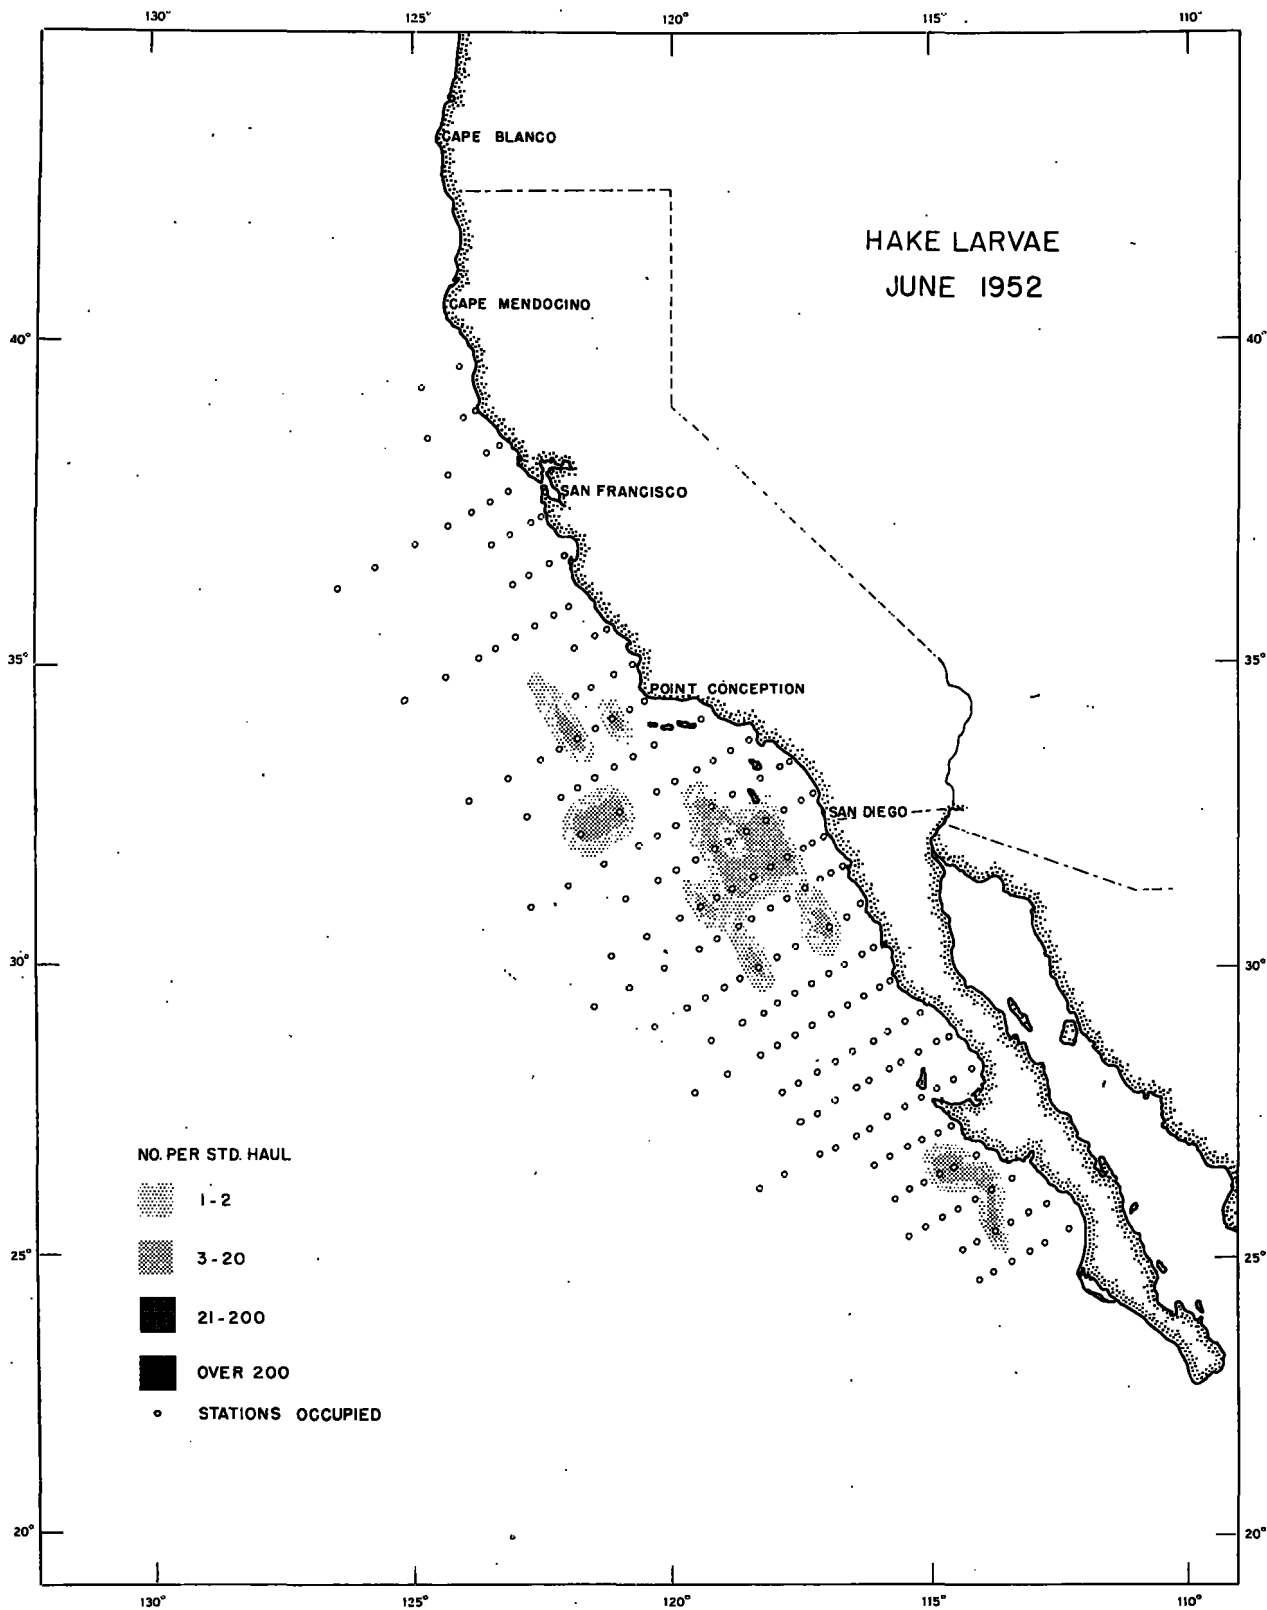 130° 125° 120° 115° 110°
CAPE BLANCO
HAKE LARVAE
JUNE 1952
CAPE MENDOCINO
40° 40°
SAN FRANCISCO
35° 35°
POINT CONCEPTION
SAN DIEGO
30° 30°
NO. PER STD. HAUL
1-2
25° 25°
3-20
21-200
OVER 200
STATIONS OCCUPIED
20° 20°
130° 125° 120° 115° 110°